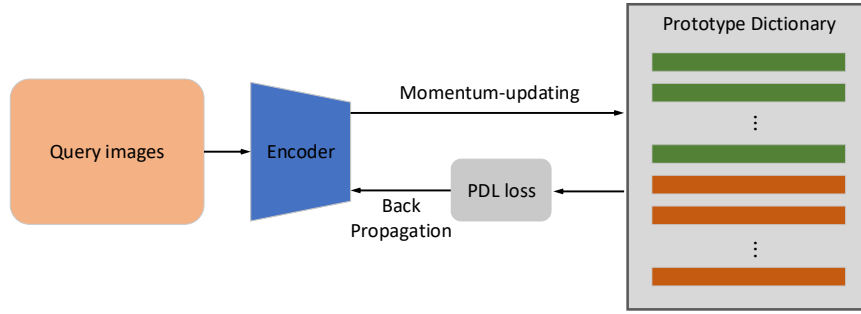 Prototype Dictionary
Momentum-updating
Query images
Encoder
PDL loss
Back
Propagation